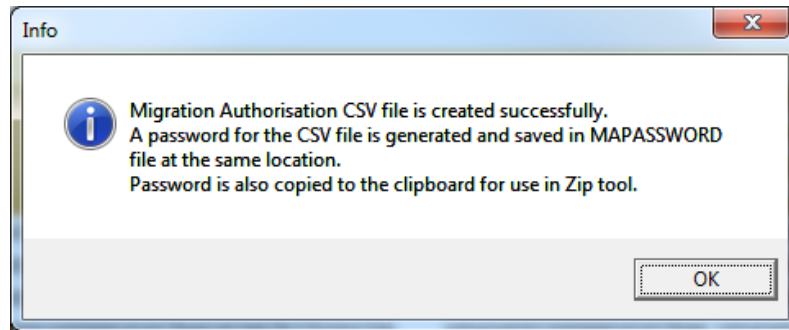 Info
Migration Authorisation CSV file is created successfully.
A password for the CSV file is generated and saved in MAPASSWORD
file at the same location.
Password is also copied to the clipboard for use in Zip tool.
OK